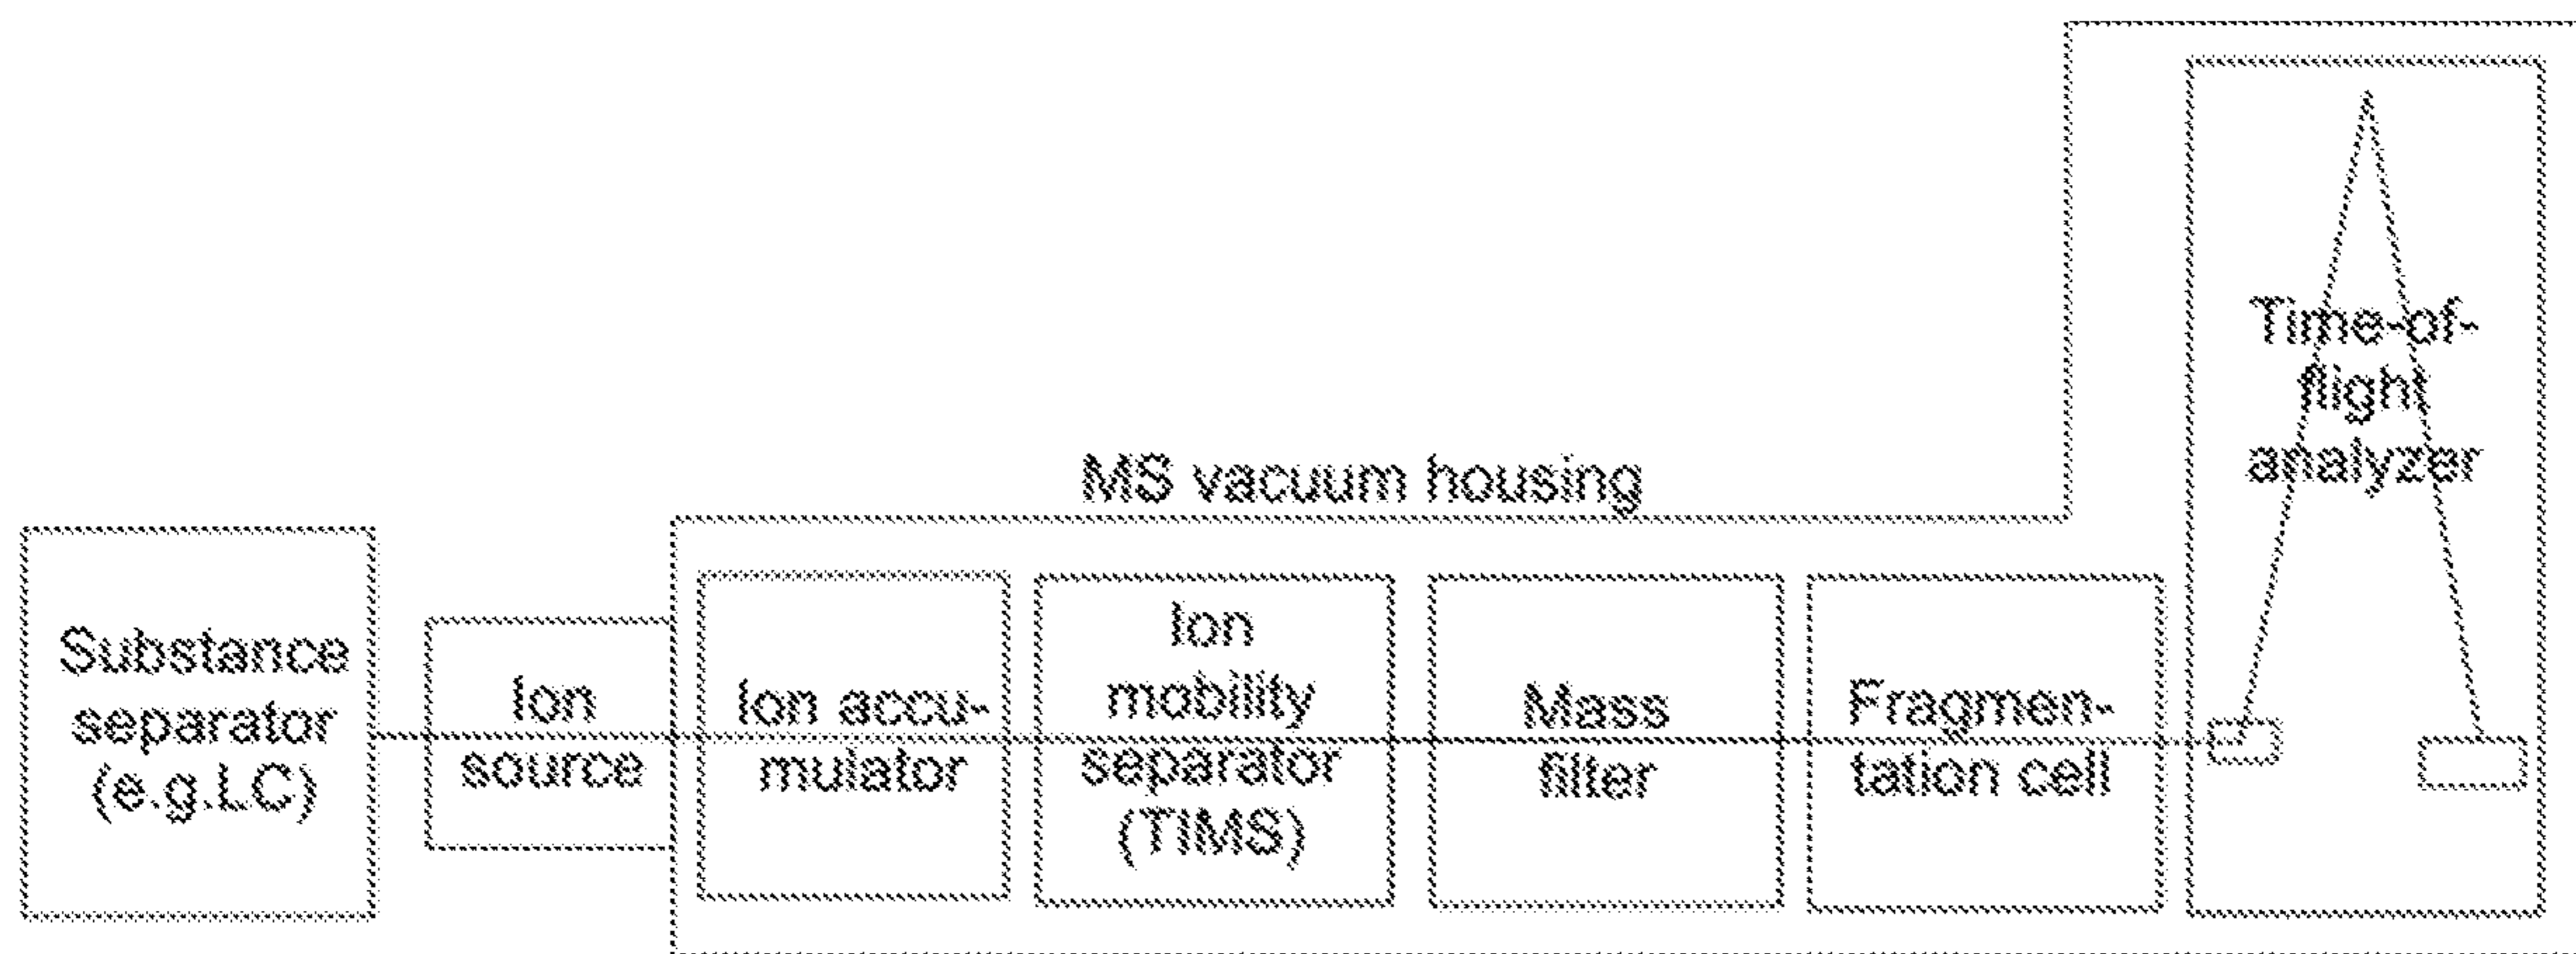 Time-of-
flight
analyzer
MS vacuum housing
Substance
separator
(e.g.LC)
Ion
source
Ion accu-
mulator
Ion
mobility
separator
(TIMS)
Mass
filter
Fragmen-
tation cell